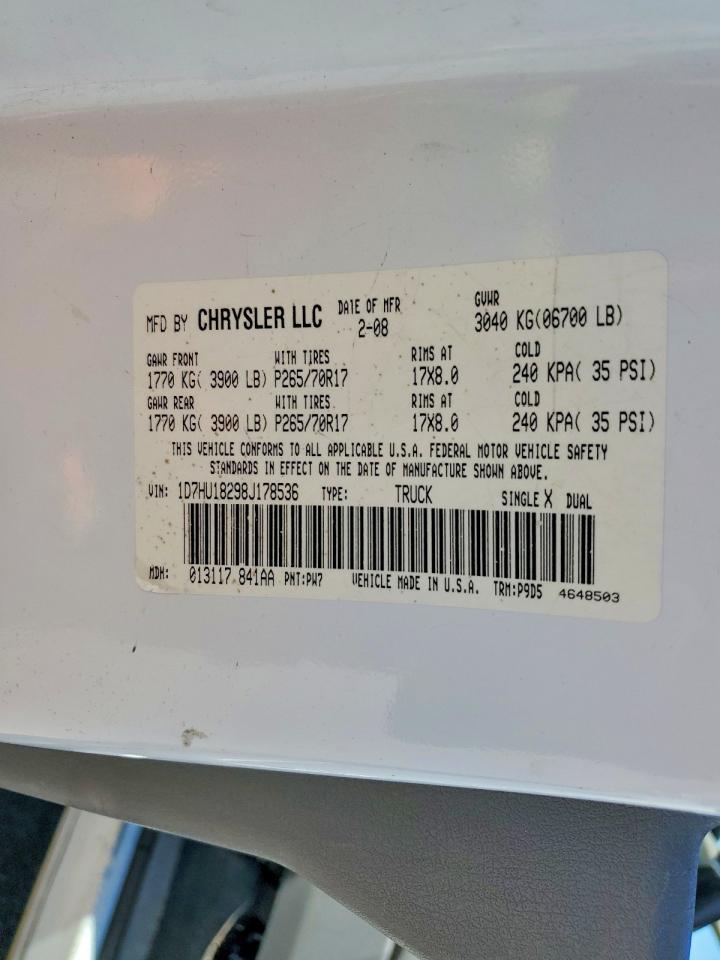 MFD BY CHRYSLER LLC DATE OF MFR 2-08 GVWR 3040 KG(06700 LB)
GAWR FRONT WITH TIRES RIMS AT COLD
1770 KG( 3900 LB) P265/70R17 17X8.0 240 KPA( 35 PSI)
GAWR REAR WITH TIRES RIMS AT COLD
1770 KG( 3900 LB) P265/70R17 17X8.0 240 KPA( 35 PSI)
THIS VEHICLE CONFORMS TO ALL APPLICABLE U.S.A. FEDERAL MOTOR VEHICLE SAFETY
STANDARDS IN EFFECT ON THE DATE OF MANUFACTURE SHOWN ABOVE.
VIN: 1D7HU18298J178536 TYPE: TRUCK SINGLE X DUAL
MDH: 013117 841AA PNT:PW7 VEHICLE MADE IN U.S.A. TRM:P9D5 4648503